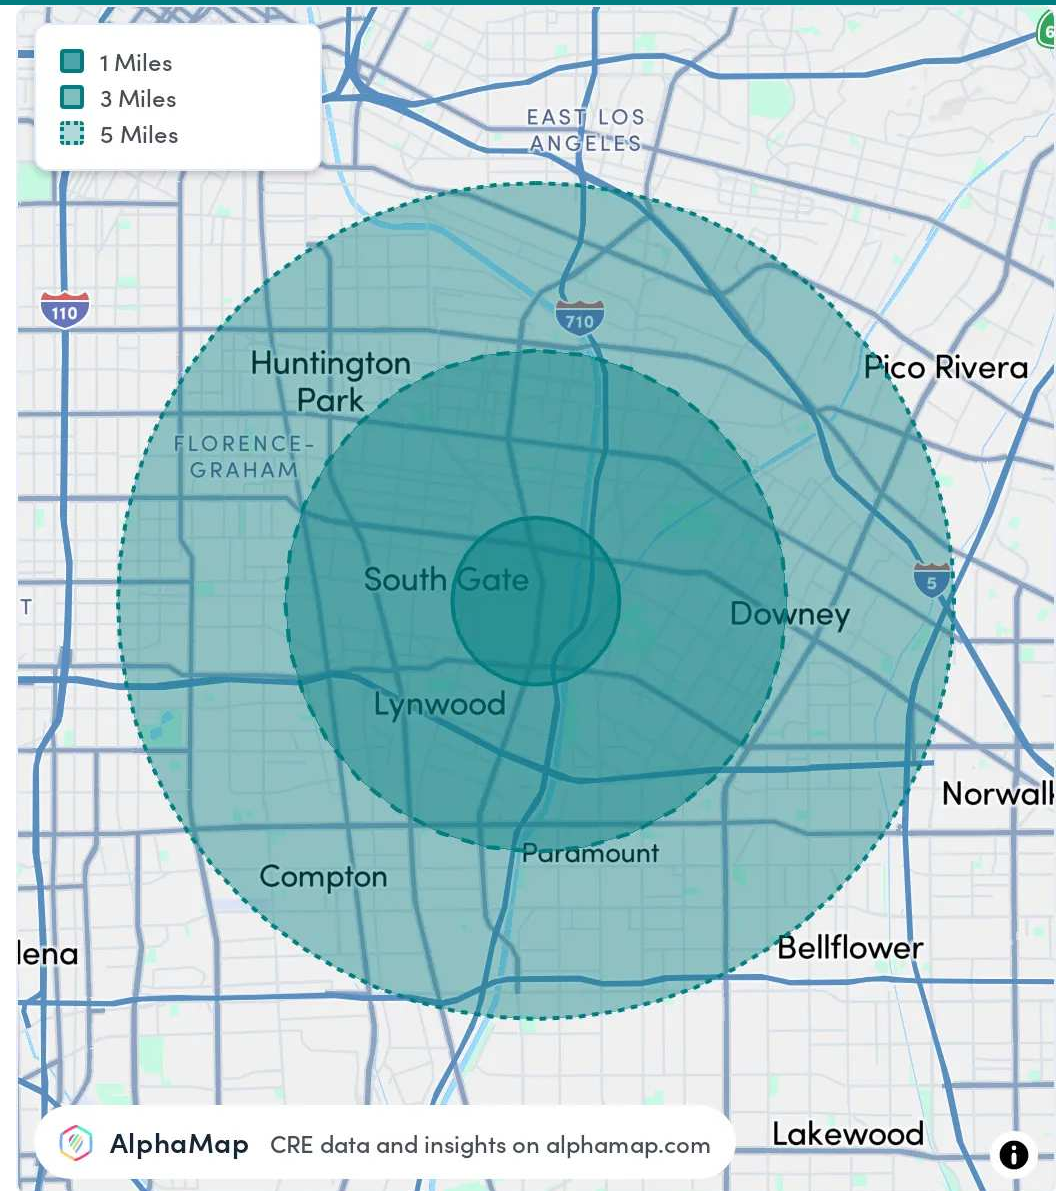 1 Miles
3 Miles
5 Miles
6
EAST LOS
ANGELES
110
710
Huntington
Park
Pico Rivera
FLORENCE-
GRAHAM
South Gate
5
T
Downey
Lynwood
Norwalk
Paramount
Compton
lena
Bellflower
Lakewood
AlphaMap CRE data and insights on alphamap.com